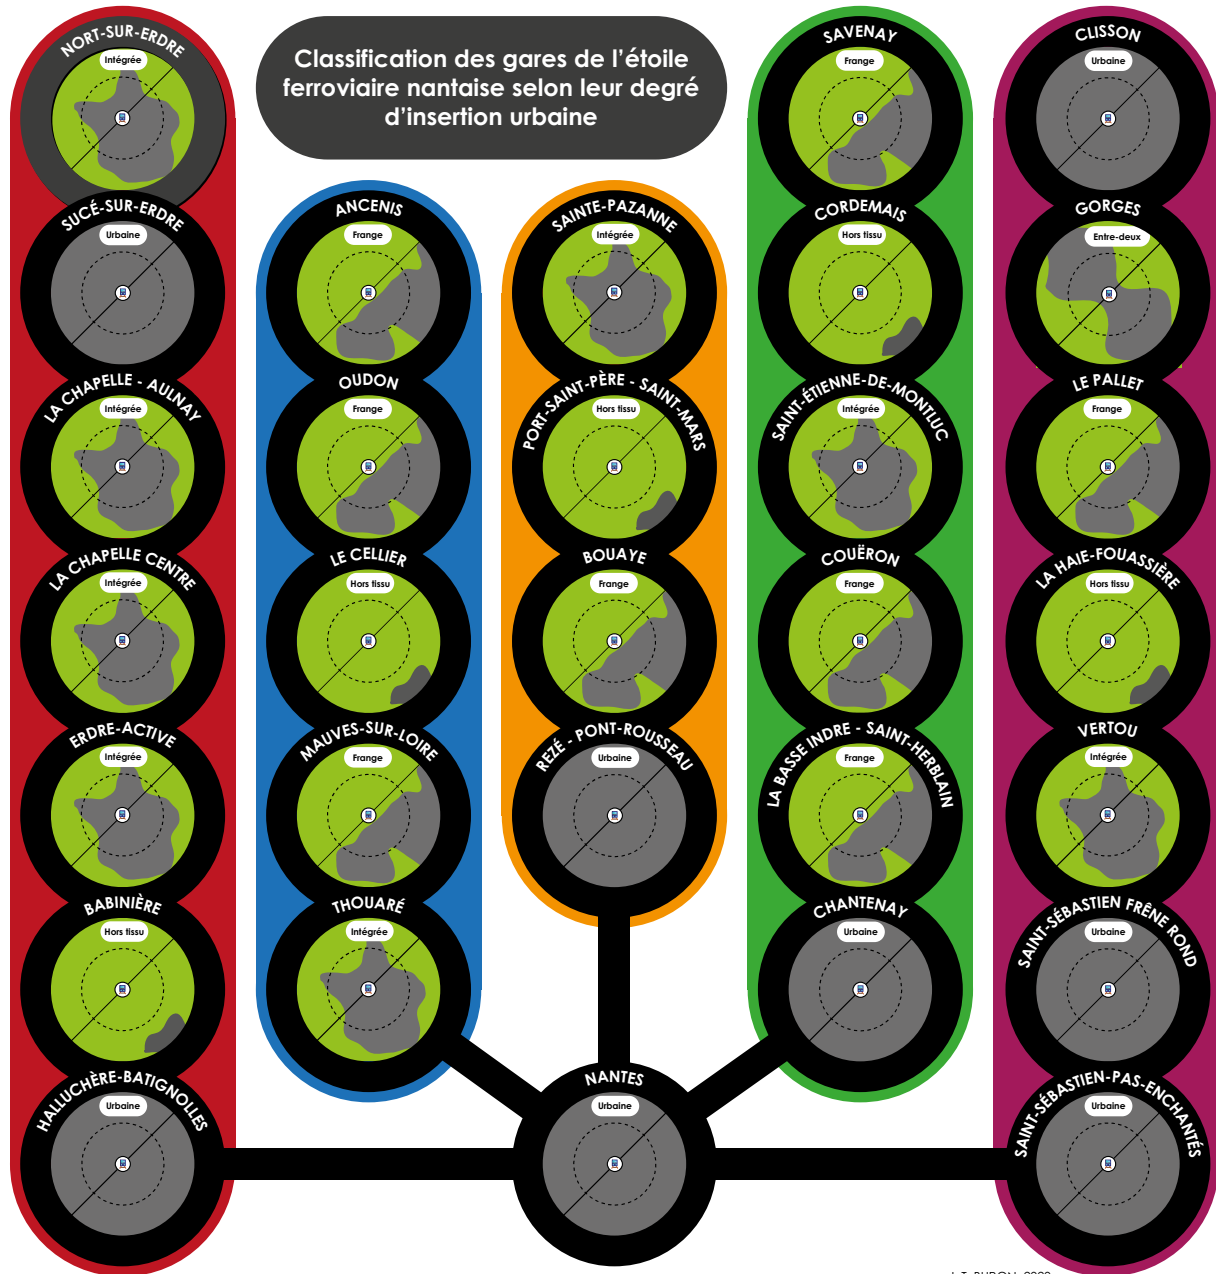 Classification des gares de l'étoile
ferroviaire nantaise selon leur degré
d'insertion urbaine
NORT-SUR-ERDRE
Intégrée
SUCÉ-SUR-ERDRE
Urbaine
LA CHAPELLE - AULNAY
Intégrée
LA CHAPELLE CENTRE
Intégrée
ERDRE-ACTIVE
Intégrée
BABINIÈRE
Hors tissu
HALLUCHÈRE-BATIGNOLLES
Urbaine
ANCENIS
Frange
OUDON
Frange
LE CELLIER
Hors tissu
MAUVES-SUR-LOIRE
Frange
THOUARÉ
Intégrée
SAINTE-PAZANNE
Intégrée
PORT-SAINT-PÈRE - SAINT-MARS
Hors tissu
BOUAYE
Frange
REZÉ - PONT-ROUSSEAU
Urbaine
NANTES
Urbaine
SAVENAY
Frange
CORDEMAIS
Hors tissu
SAINT-ÉTIENNE-DE-MONTLUC
Intégrée
COUËRON
Frange
LA BASSE INDRE - SAINT-HERBLAIN
Frange
CHANTENAY
Urbaine
CLISSON
Urbaine
GORGES
Entre-deux
LE PALLET
Frange
LA HAIE-FOUASSIÈRE
Hors tissu
VERTOU
Intégrée
SAINT-SÉBASTIEN FRÊNE ROND
Urbaine
SAINT-SÉBASTIEN-PAS-ENCHANTÉS
Urbaine